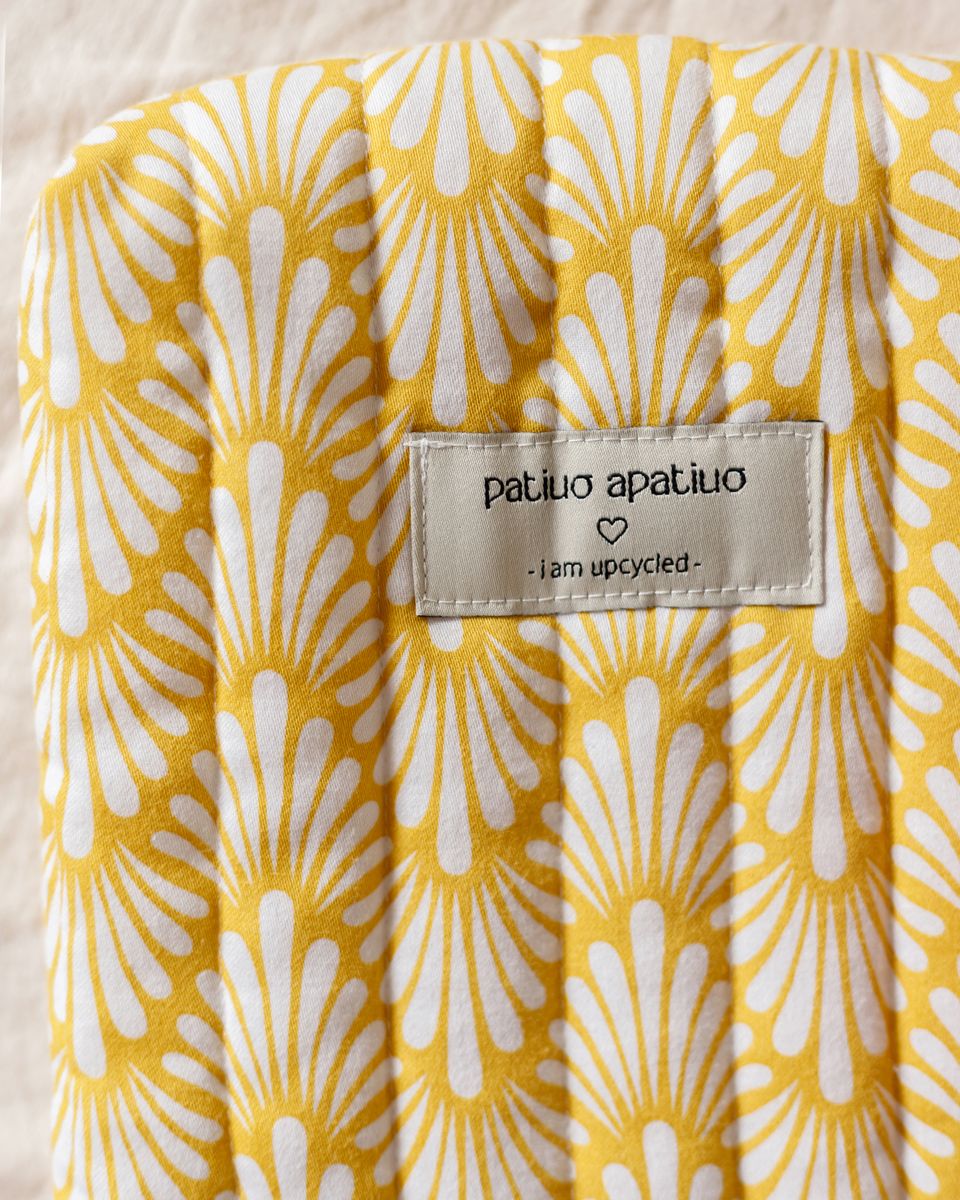 patiuo apatiuo
♡
- i am upcycled -